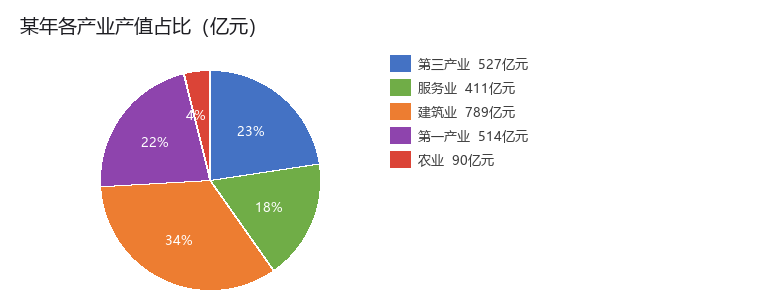 某年各产业产值占比（亿元）
第三产业 527亿元
服务业 411亿元
建筑业 789亿元
第一产业 514亿元
农业 90亿元
4%
23%
22%
18%
34%